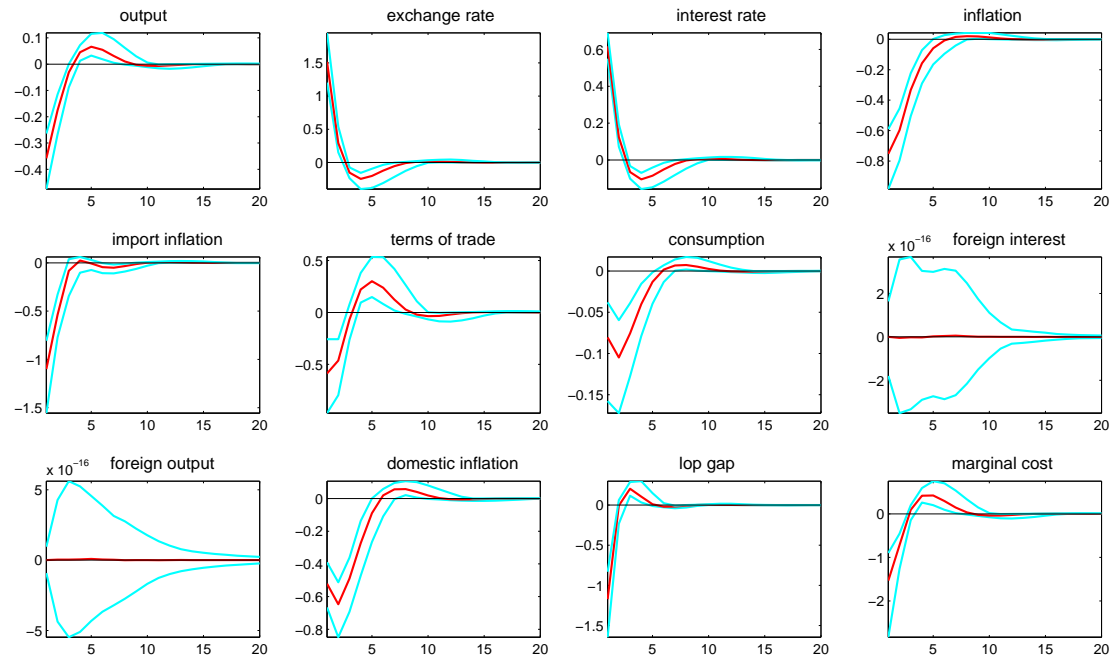 output
exchange rate
interest rate
inflation
0.1
0
−0.1
−0.2
−0.3
−0.4
5 10 15 20
1.5
1
0.5
0
5 10 15 20
0.6
0.4
0.2
0
5 10 15 20
0
−0.2
−0.4
−0.6
−0.8
5 10 15 20
import inflation
terms of trade
consumption
foreign interest
0
−0.5
−1
−1.5
5 10 15 20
0.5
0
−0.5
5 10 15 20
0
−0.05
−0.1
−0.15
5 10 15 20
x 10−16
2
0
−2
5 10 15 20
foreign output
domestic inflation
lop gap
marginal cost
x 10−16
5
0
−5
5 10 15 20
0
−0.2
−0.4
−0.6
−0.8
5 10 15 20
0
−0.5
−1
−1.5
5 10 15 20
0
−1
−2
5 10 15 20